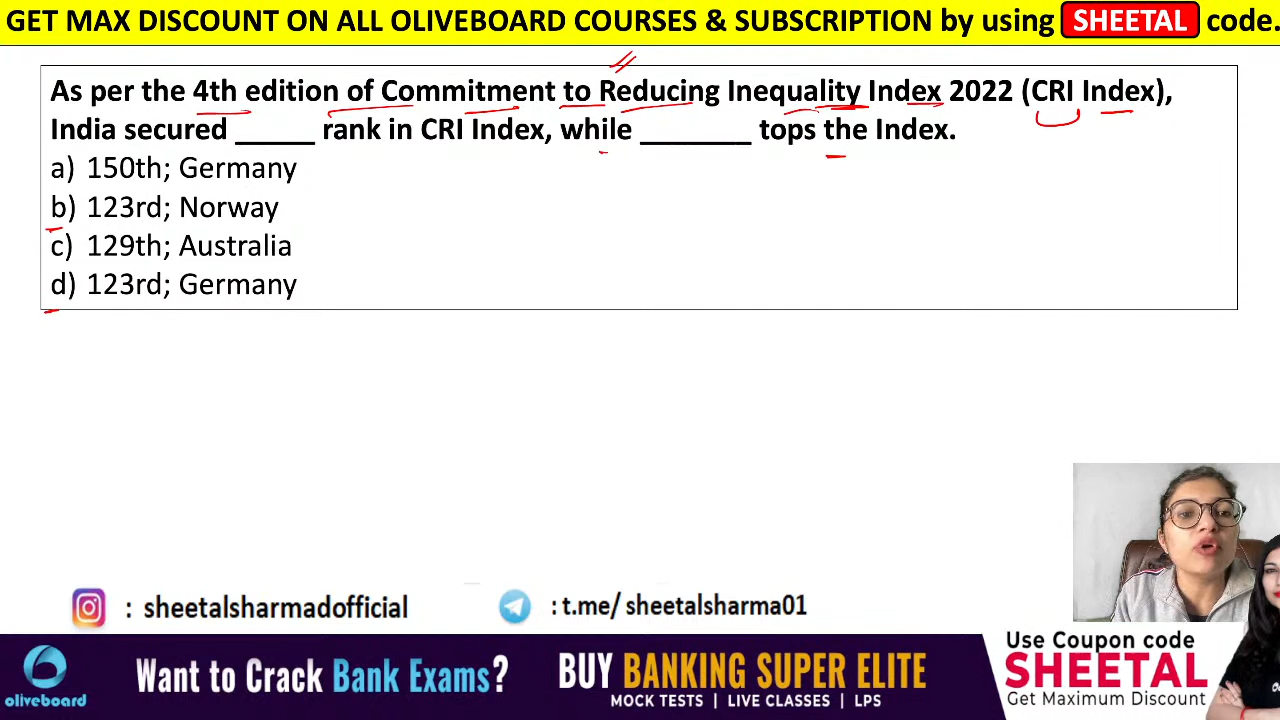 GET MAX DISCOUNT ON ALL OLIVEBOARD COURSES & SUBSCRIPTION by using SHEETAL code.
As per the 4th edition of Commitment to Reducing Inequality Index 2022 (CRI Index),
India secured _____ rank in CRI Index, while _______ tops the Index.
a) 150th; Germany
b) 123rd; Norway
c) 129th; Australia
d) 123rd; Germany
: sheetalsharmadofficial
: t.me/ sheetalsharma01
oliveboard
Want to Crack Bank Exams?
BUY BANKING SUPER ELITE
MOCK TESTS | LIVE CLASSES | LPS
Use Coupon code
SHEETAL
Get Maximum Discount